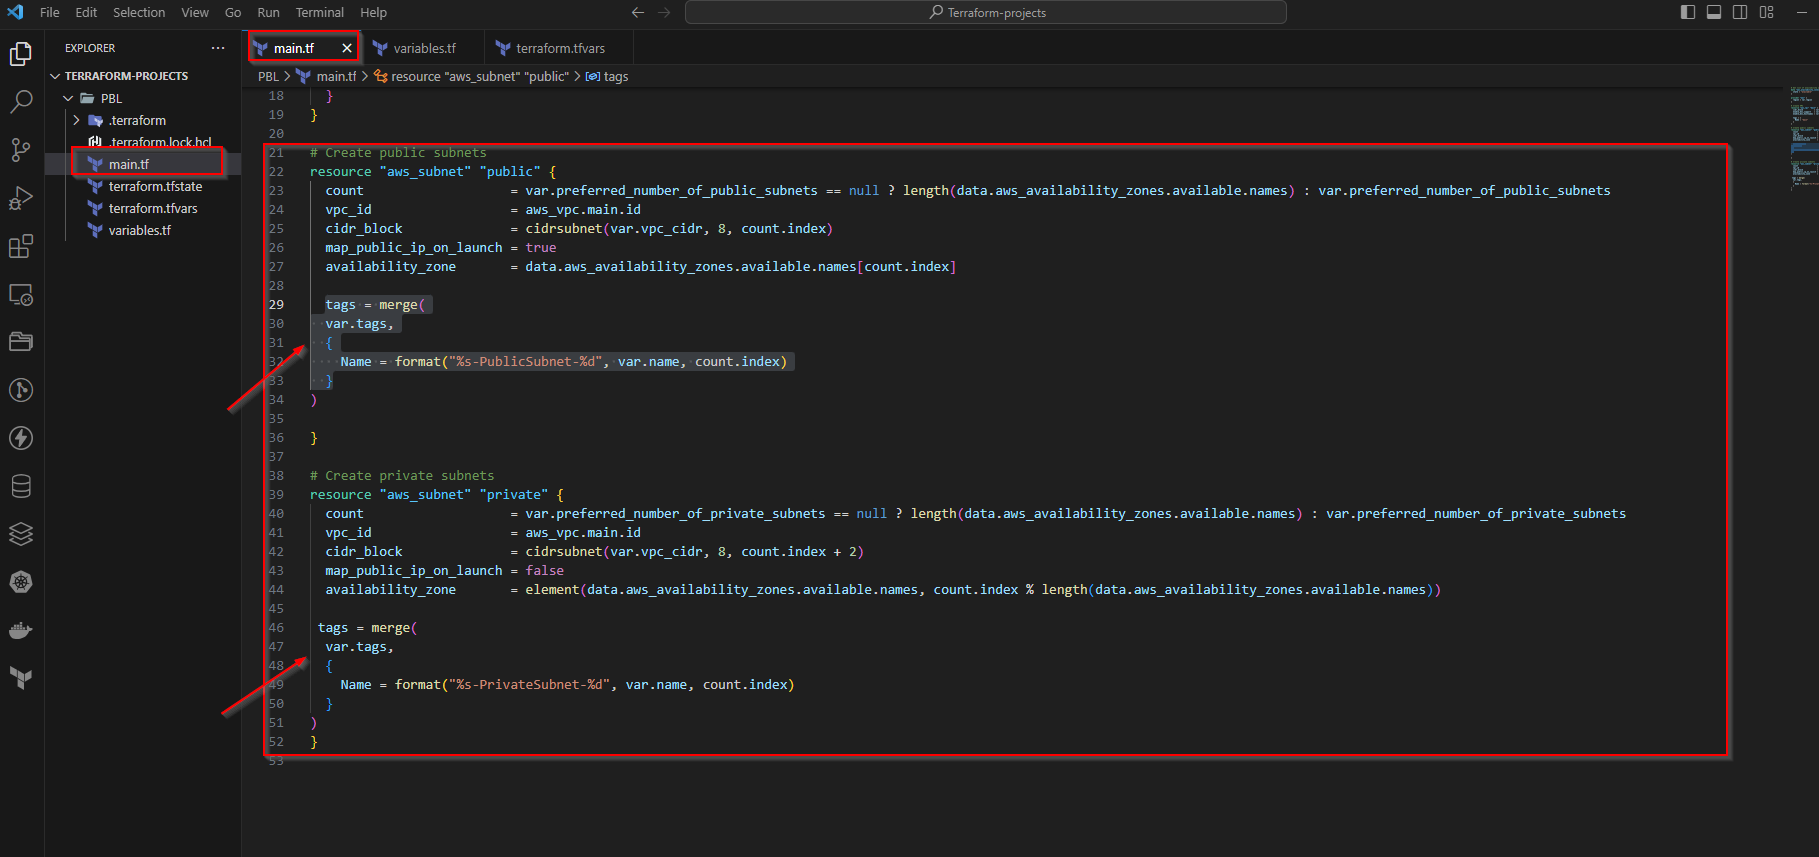 File Edit Selection View Go Run Terminal Help
Terraform-projects
EXPLORER
main.tf
variables.tf
terraform.tfvars
TERRAFORM-PROJECTS
PBL > main.tf > resource "aws_subnet" "public" > tags
PBL
.terraform
.terraform.lock.hcl
main.tf
terraform.tfstate
terraform.tfvars
variables.tf
18     }
19 }
20
21 # Create public subnets
22 resource "aws_subnet" "public" {
23   count                   = var.preferred_number_of_public_subnets == null ? length(data.aws_availability_zones.available.names) : var.preferred_number_of_public_subnets
24   vpc_id                  = aws_vpc.main.id
25   cidr_block              = cidrsubnet(var.vpc_cidr, 8, count.index)
26   map_public_ip_on_launch = true
27   availability_zone       = data.aws_availability_zones.available.names[count.index]
28
29   tags = merge(
30   var.tags,
31   {
32     Name = format("%s-PublicSubnet-%d", var.name, count.index)
33   }
34 )
35
36 }
37
38 # Create private subnets
39 resource "aws_subnet" "private" {
40   count                   = var.preferred_number_of_private_subnets == null ? length(data.aws_availability_zones.available.names) : var.preferred_number_of_private_subnets
41   vpc_id                  = aws_vpc.main.id
42   cidr_block              = cidrsubnet(var.vpc_cidr, 8, count.index + 2)
43   map_public_ip_on_launch = false
44   availability_zone       = element(data.aws_availability_zones.available.names, count.index % length(data.aws_availability_zones.available.names))
45
46  tags = merge(
47   var.tags,
48   {
49     Name = format("%s-PrivateSubnet-%d", var.name, count.index)
50   }
51 )
52 }
53